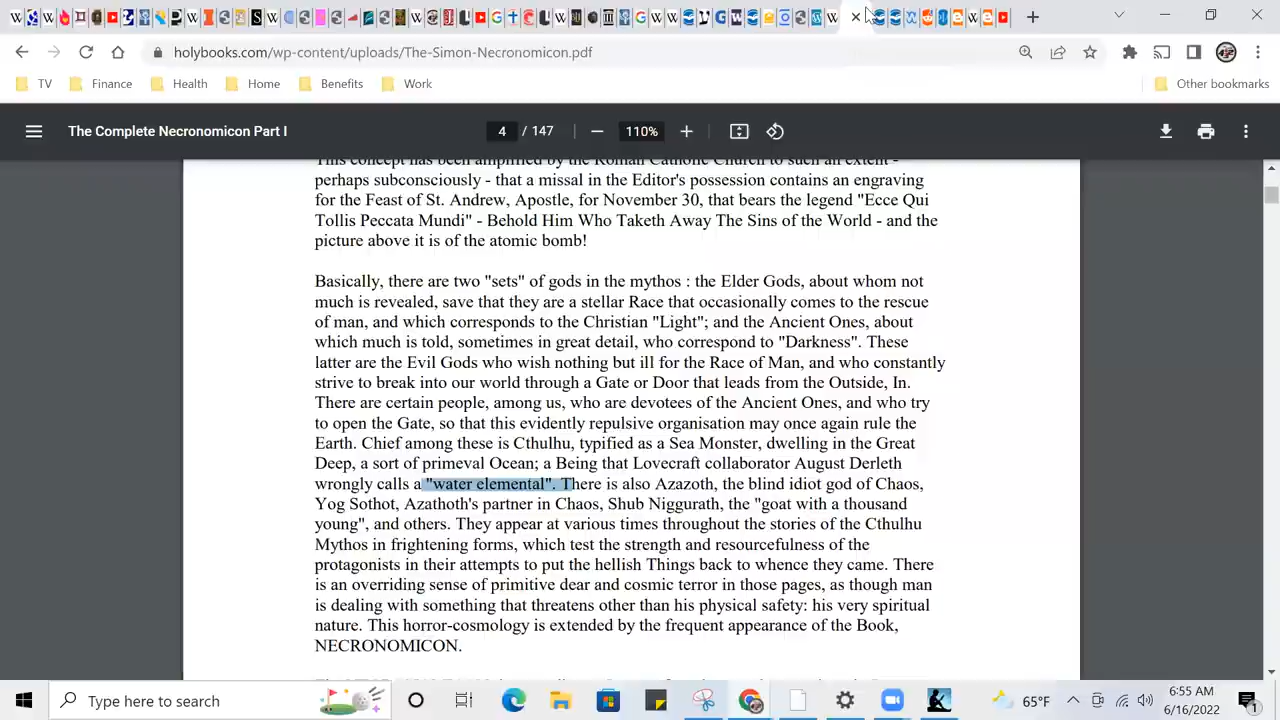 holybooks.com/wp-content/uploads/The-Simon-Necronomicon.pdf
TV Finance Health Home Benefits Work Other bookmarks
The Complete Necronomicon Part I 4 / 147 110%
This concept has been amplified by the Roman Catholic Church to such an extent -
perhaps subconsciously - that a missal in the Editor's possession contains an engraving
for the Feast of St. Andrew, Apostle, for November 30, that bears the legend "Ecce Qui
Tollis Peccata Mundi" - Behold Him Who Taketh Away The Sins of the World - and the
picture above it is of the atomic bomb!
Basically, there are two "sets" of gods in the mythos : the Elder Gods, about whom not
much is revealed, save that they are a stellar Race that occasionally comes to the rescue
of man, and which corresponds to the Christian "Light"; and the Ancient Ones, about
which much is told, sometimes in great detail, who correspond to "Darkness". These
latter are the Evil Gods who wish nothing but ill for the Race of Man, and who constantly
strive to break into our world through a Gate or Door that leads from the Outside, In.
There are certain people, among us, who are devotees of the Ancient Ones, and who try
to open the Gate, so that this evidently repulsive organisation may once again rule the
Earth. Chief among these is Cthulhu, typified as a Sea Monster, dwelling in the Great
Deep, a sort of primeval Ocean; a Being that Lovecraft collaborator August Derleth
wrongly calls a "water elemental". There is also Azazoth, the blind idiot god of Chaos,
Yog Sothot, Azathoth's partner in Chaos, Shub Niggurath, the "goat with a thousand
young", and others. They appear at various times throughout the stories of the Cthulhu
Mythos in frightening forms, which test the strength and resourcefulness of the
protagonists in their attempts to put the hellish Things back to whence they came. There
is an overriding sense of primitive dear and cosmic terror in those pages, as though man
is dealing with something that threatens other than his physical safety: his very spiritual
nature. This horror-cosmology is extended by the frequent appearance of the Book,
NECRONOMICON.
Type here to search 65°F 6:55 AM
6/16/2022